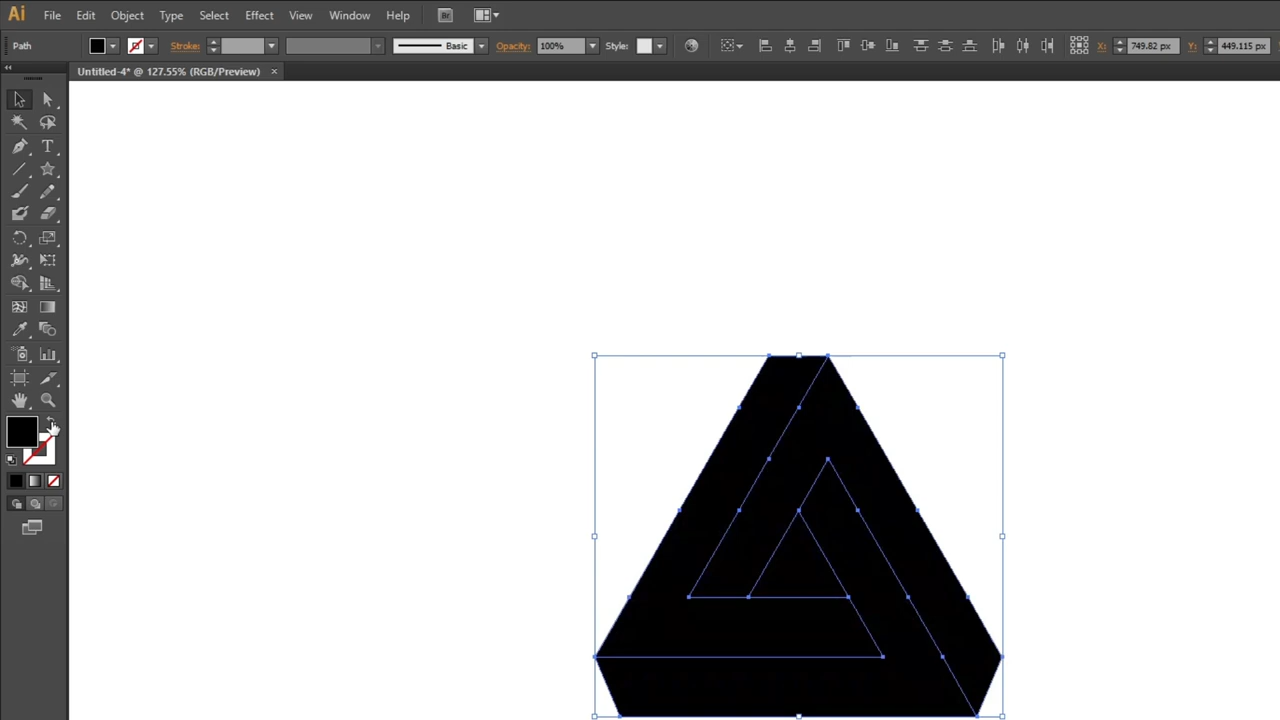 Ai File Edit Object Type Select Effect View Window Help Br
Path Stroke: Basic Opacity: 100% Style: X: 749.82 px Y: 449.115 px
Untitled-4* @ 127.55% (RGB/Preview) ×
T